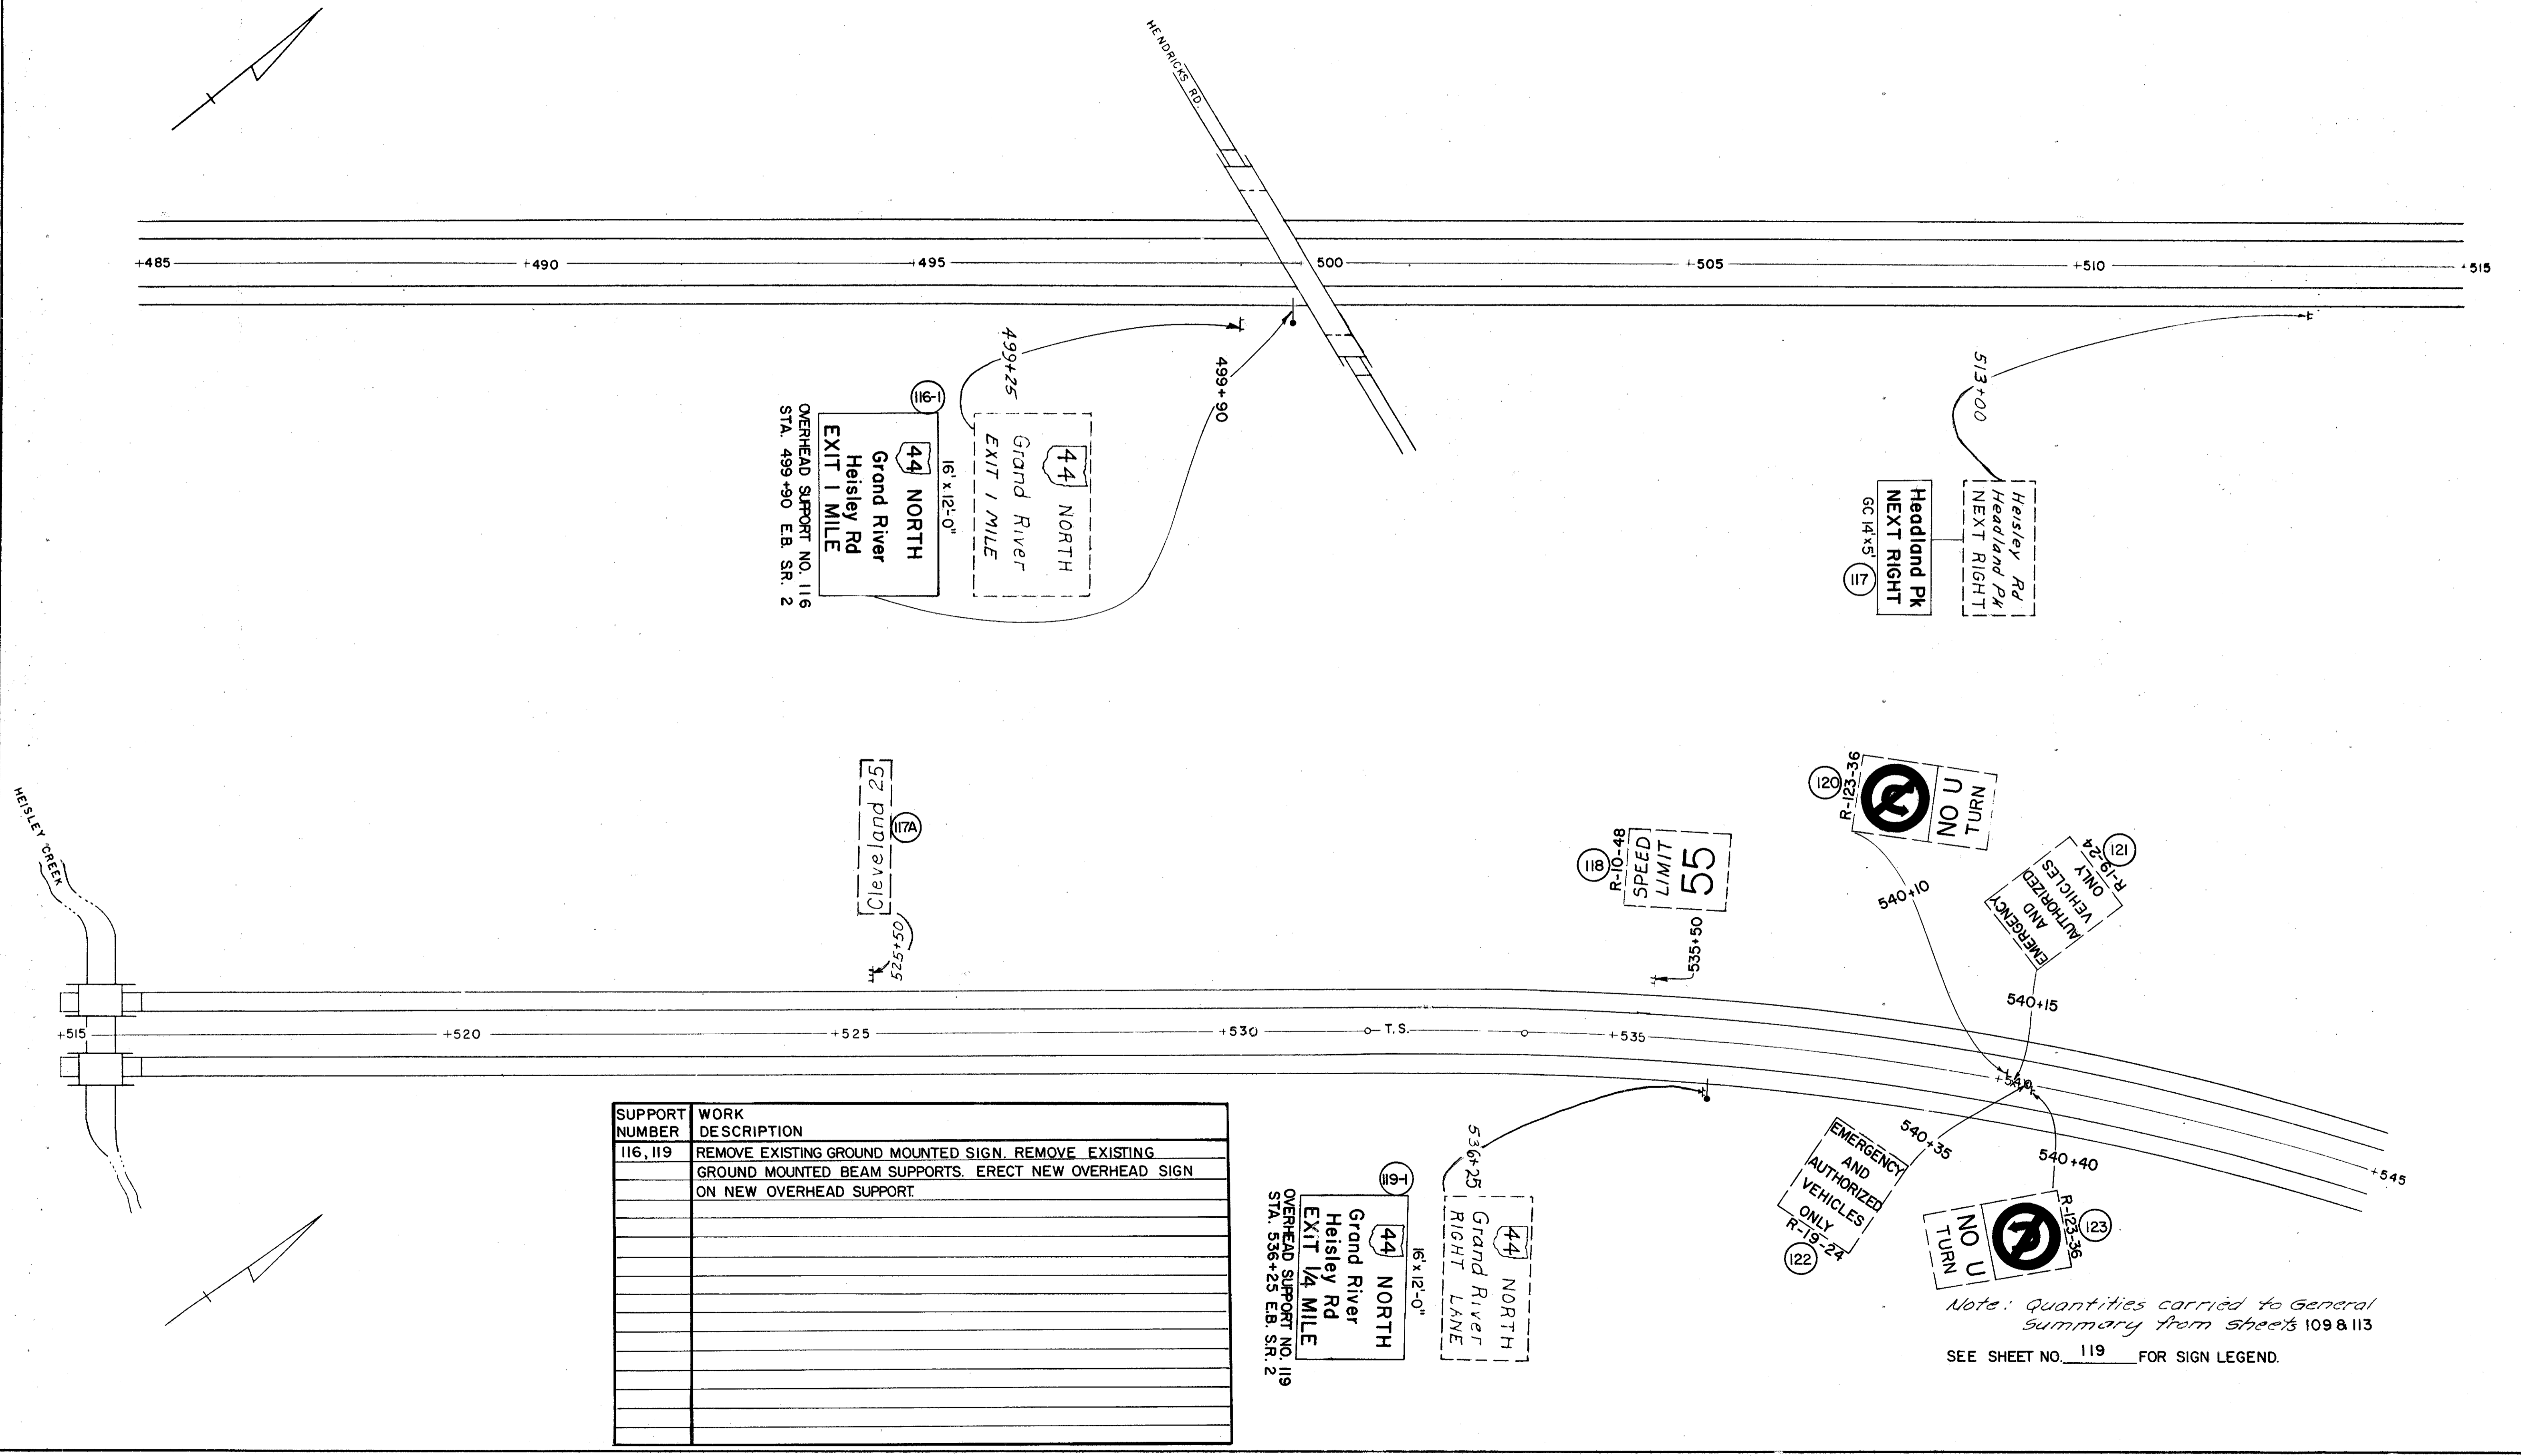 HENDRICKS RD.
+485
+490
+495
500
+505
+510
+515
499+25
499+90
513+00
116-1
OVERHEAD SUPPORT NO. 116
STA. 499+90 E.B. SR. 2
44 NORTH
Grand River
Heisley Rd
EXIT 1 MILE
16' x 12'-0"
44 NORTH
Grand River
EXIT 1 MILE
Heisley Rd
Headland Pk
NEXT RIGHT
Headland Pk
NEXT RIGHT
GC 14'x5'
117
HEISLEY CREEK
Cleveland 25
117A
525+50
118
R-10-48
SPEED
LIMIT
55
535+50
120
R-123-36
NO U
TURN
540+10
121
R-19-24
EMERGENCY
AND
AUTHORIZED
VEHICLES
ONLY
540+15
+515
+520
+525
+530
T.S.
+535
+540
+545
536+25
119-1
OVERHEAD SUPPORT NO. 119
STA. 536+25 E.B. S.R. 2
44 NORTH
Grand River
Heisley Rd
EXIT 1/4 MILE
16' x 12'-0"
44 NORTH
Grand River
RIGHT LANE
540+35
EMERGENCY
AND
AUTHORIZED
VEHICLES
ONLY
R-19-24
122
540+40
R-123-36
123
NO U
TURN
SUPPORT NUMBER WORK DESCRIPTION
116,119 REMOVE EXISTING GROUND MOUNTED SIGN. REMOVE EXISTING
GROUND MOUNTED BEAM SUPPORTS. ERECT NEW OVERHEAD SIGN
ON NEW OVERHEAD SUPPORT.
Note: Quantities carried to General
Summary from sheets 109 & 113
SEE SHEET NO. 119 FOR SIGN LEGEND.